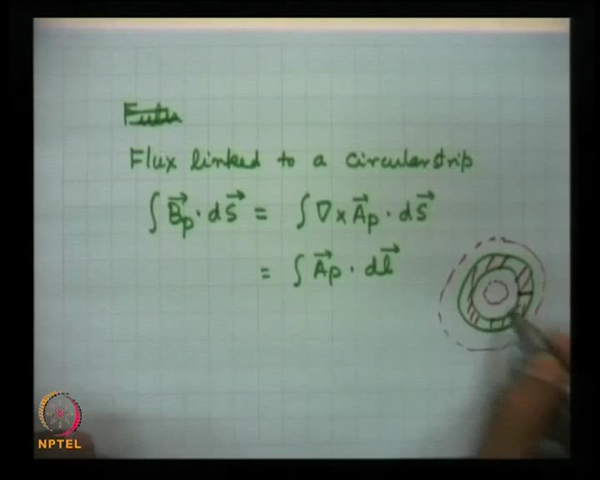 Flux linked to a circular strip
∫ B⃗p · dS⃗ = ∫ ∇ × A⃗p · dS⃗
= ∫ A⃗p · dl⃗
NPTEL